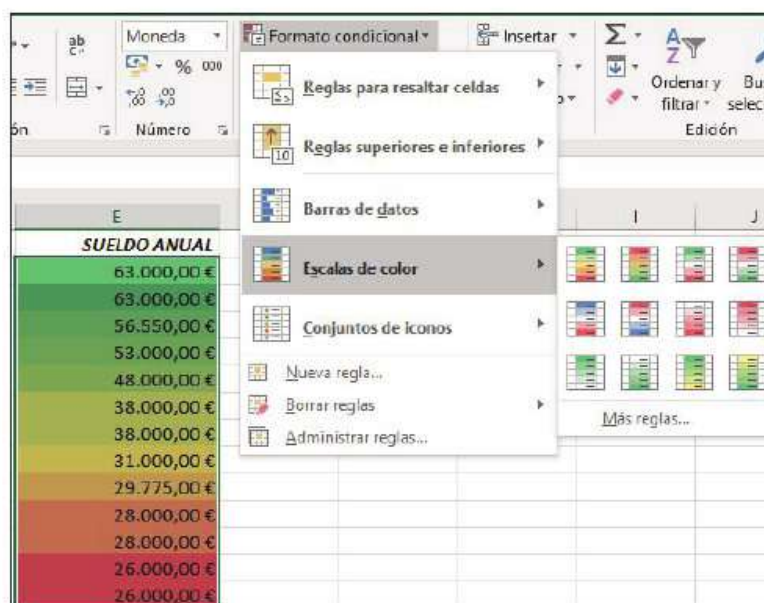 ab
Moneda
Formato condicional
Insertar
Σ
A
Z
% 000
Ordenar y
filtrar
ón
Número
Edición
Reglas para resaltar celdas
Reglas superiores e inferiores
10
Barras de datos
Escalas de color
Conjuntos de iconos
Nueva regla...
Borrar reglas
Administrar reglas...
Más reglas...
E
I
J
SUELDO ANUAL
63.000,00 €
63.000,00 €
56.550,00 €
53.000,00 €
48.000,00 €
38.000,00 €
38.000,00 €
31.000,00 €
29.775,00 €
28.000,00 €
28.000,00 €
26.000,00 €
26.000,00 €